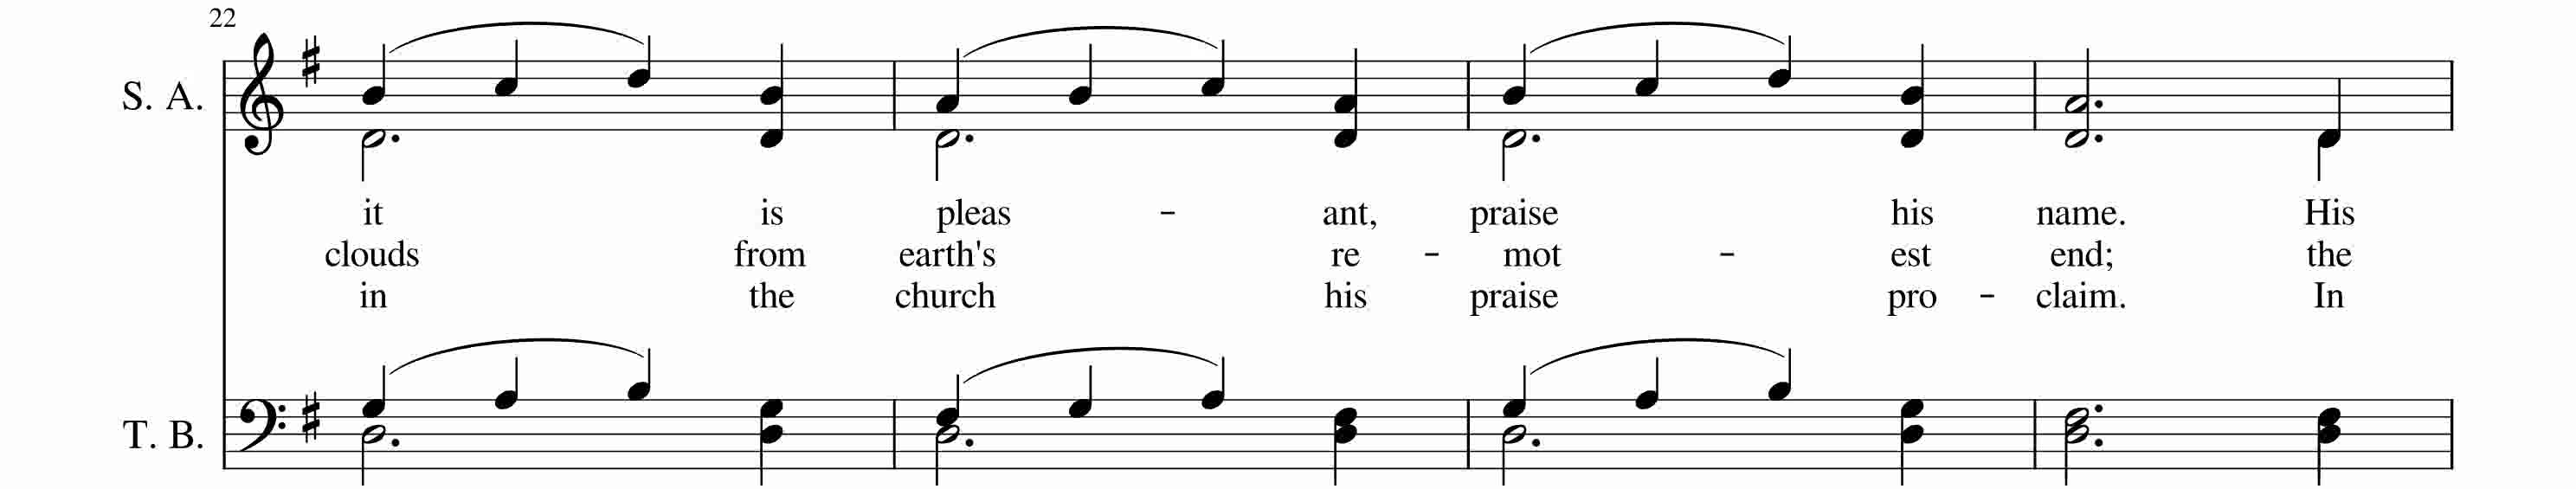 22
S. A.
it is pleas - ant, praise his name. His
clouds from earth's re - mot - est end; the
in the church his praise pro - claim. In
T. B.